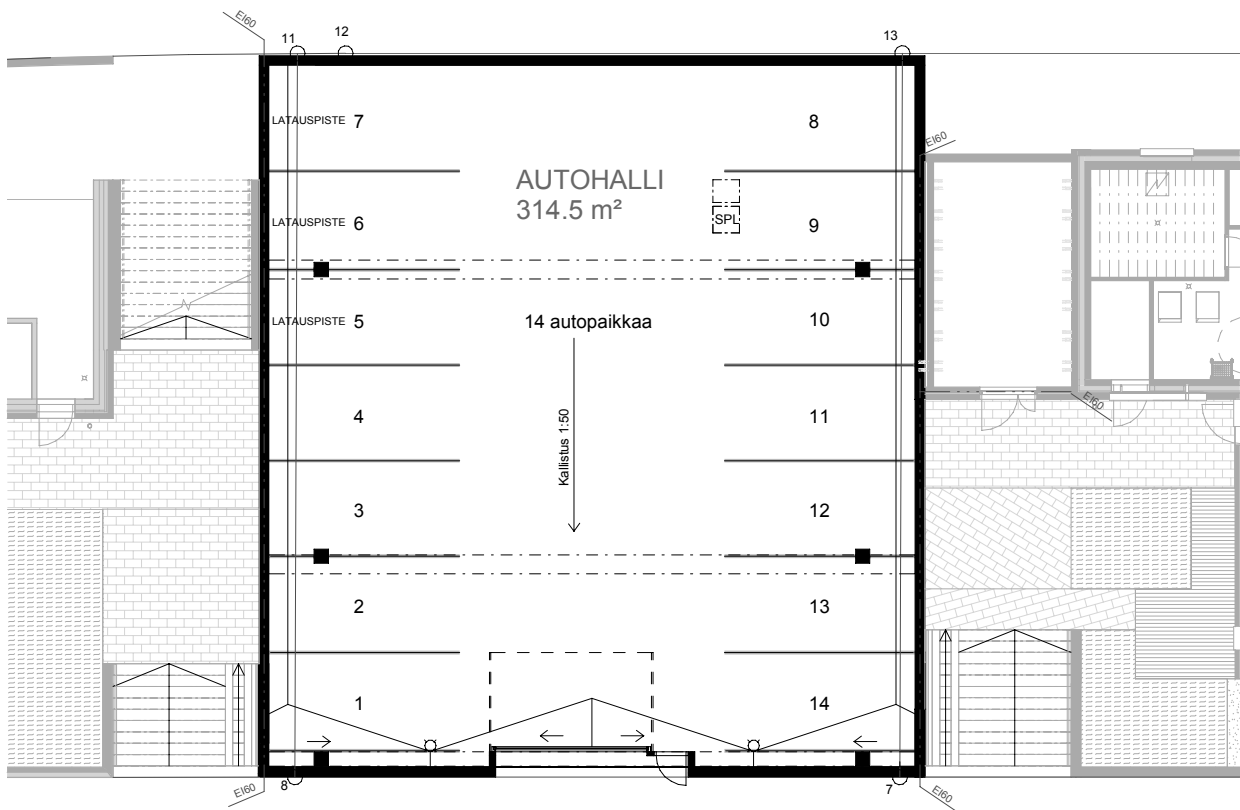 EI60
11
12
13
LATAUSPISTE 7
8
EI60
AUTOHALLI
314.5 m²
LATAUSPISTE 6
SPL
9
LATAUSPISTE 5
14 autopaikkaa
10
4
Kallistus 1:50
11
EI60
3
12
2
13
1
14
EI60
8
7
EI60